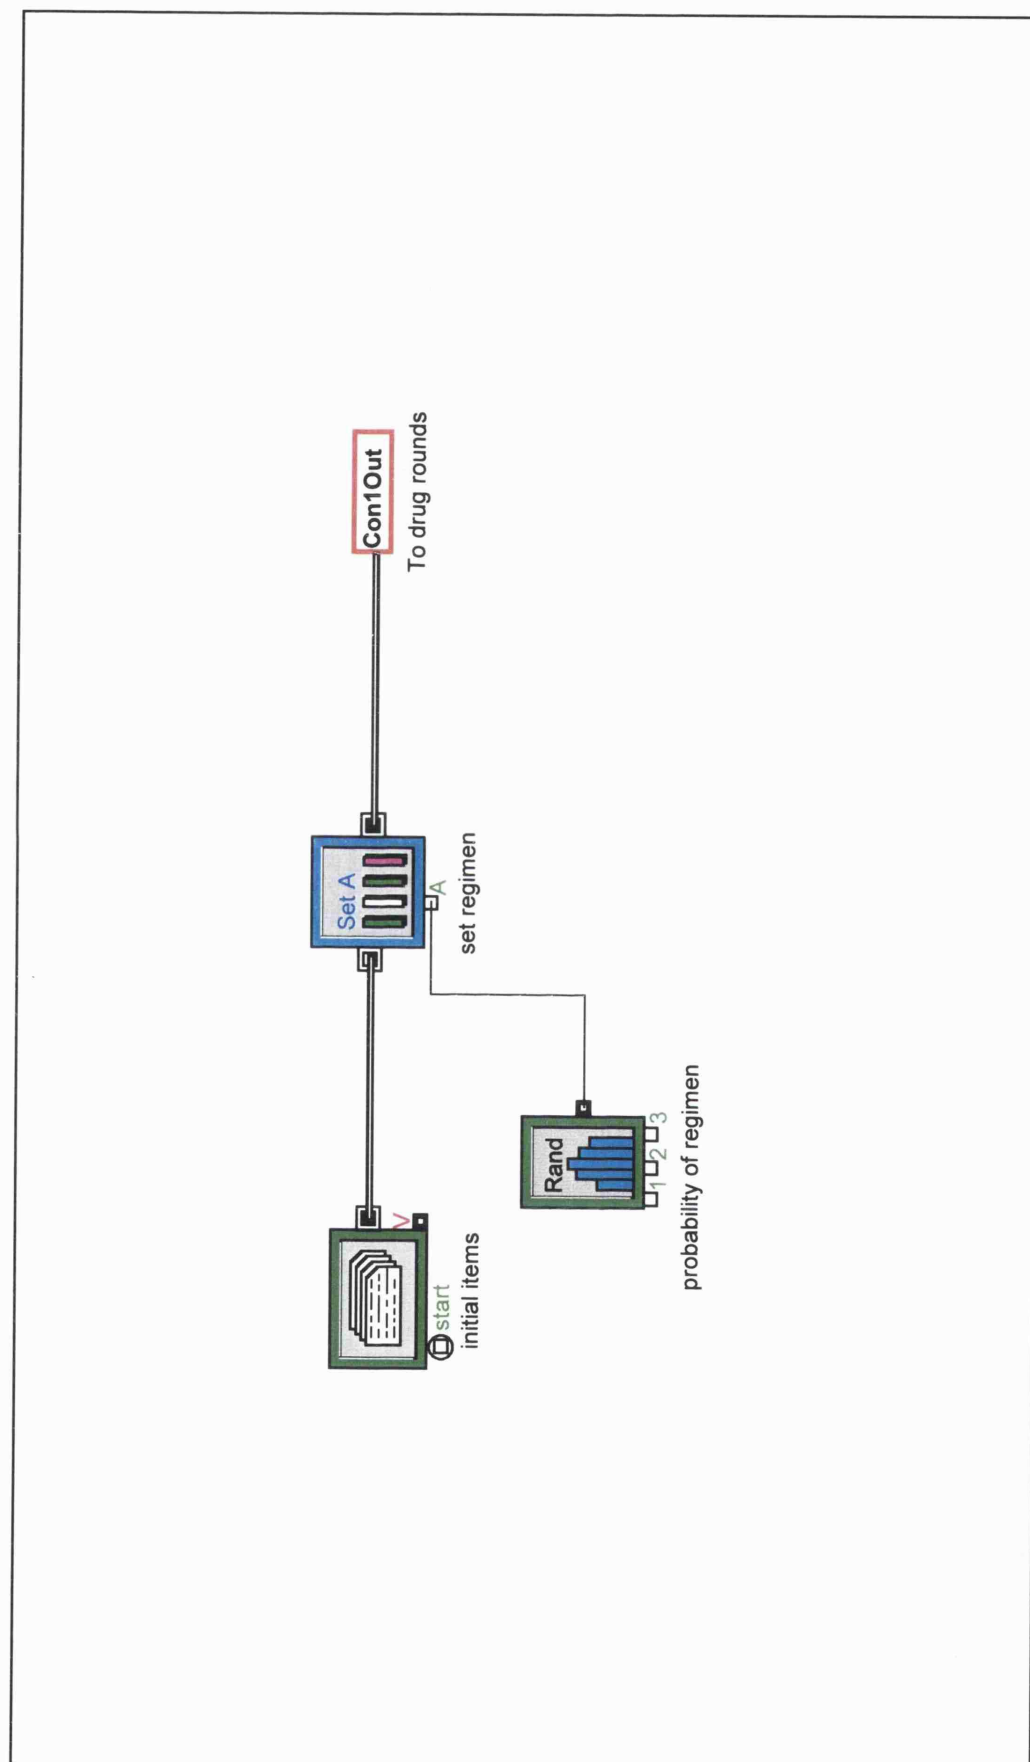 V
start
initial items
Rand
1 2 3
probability of regimen
Set A
A
set regimen
Con1Out
To drug rounds